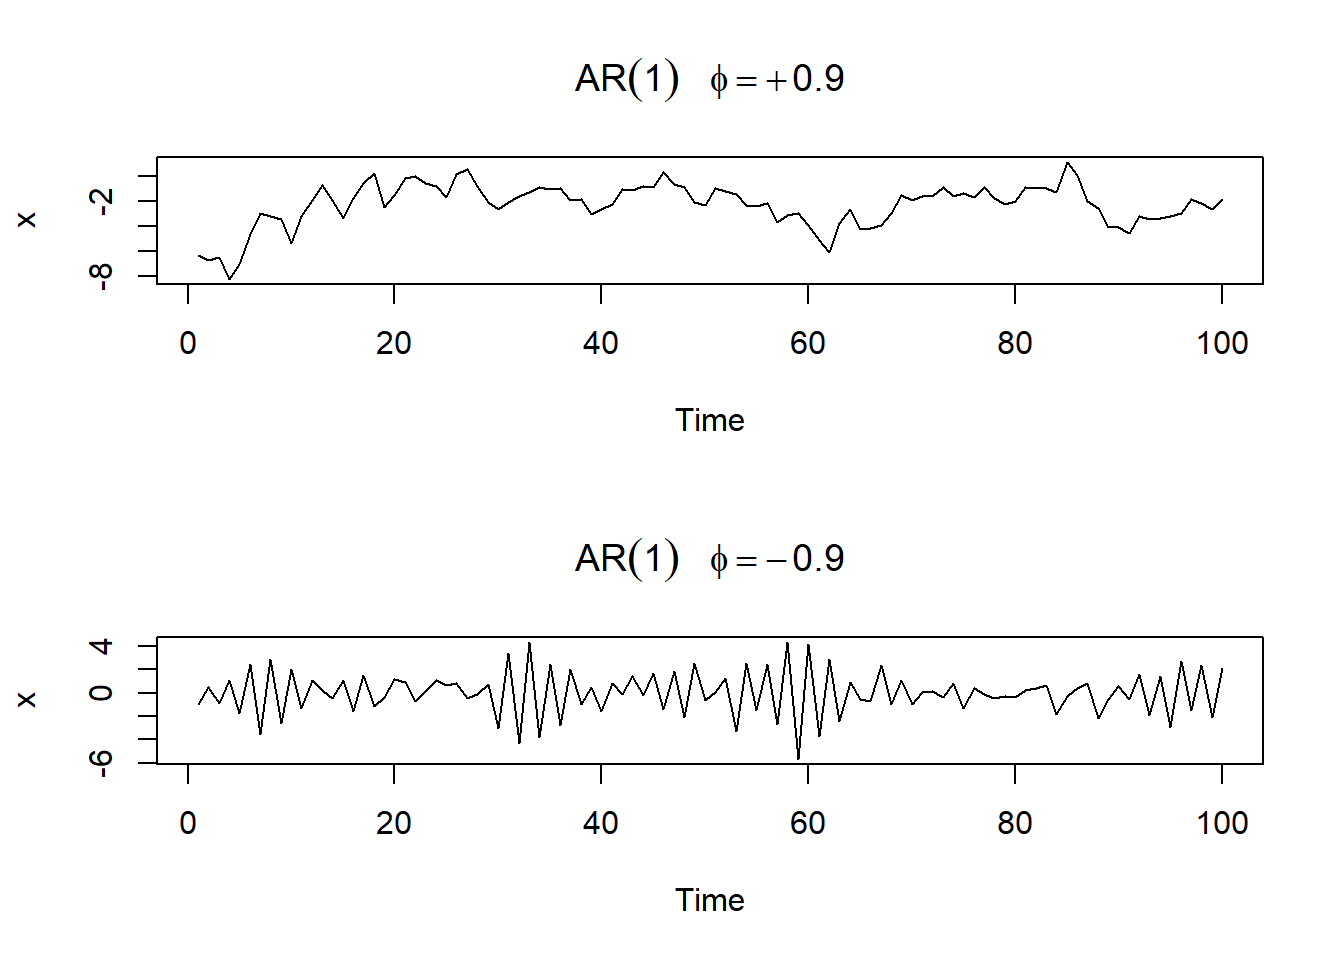 AR(1) ϕ = +0.9
x
-2
-8
0 20 40 60 80 100
Time
AR(1) ϕ = −0.9
x
4
0
-6
0 20 40 60 80 100
Time